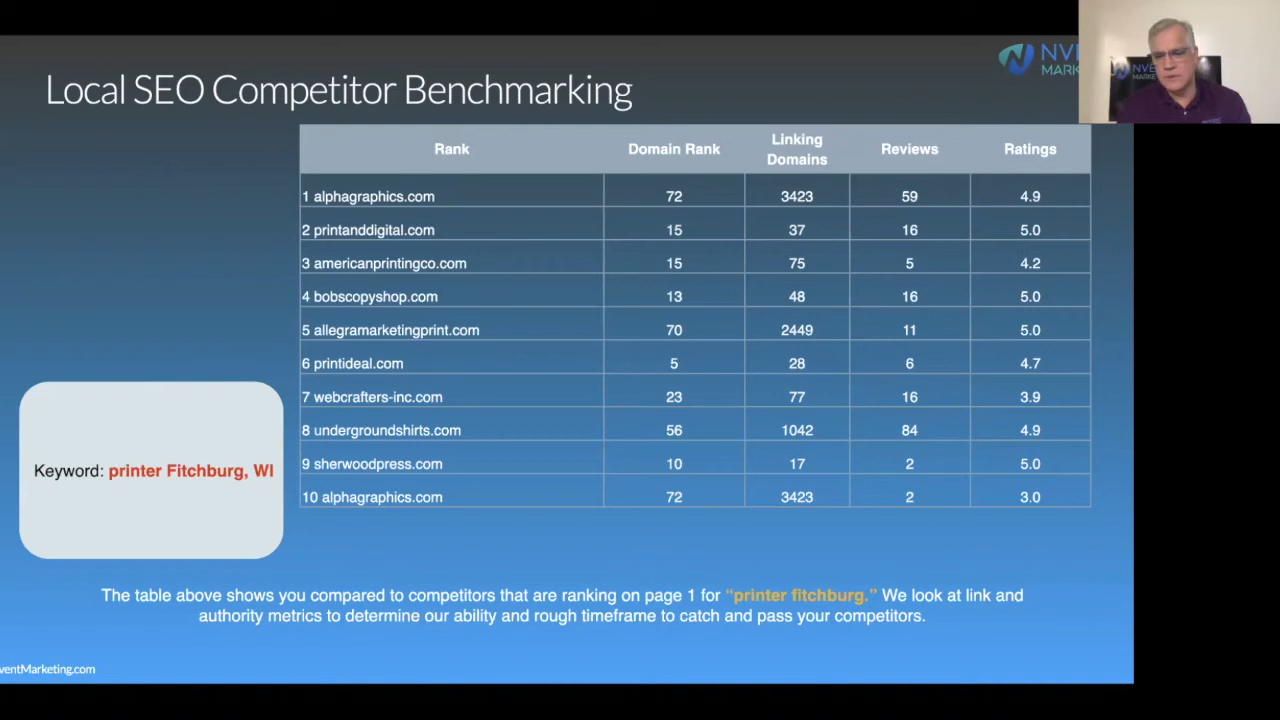 Local SEO Competitor Benchmarking
Rank Domain Rank Linking Domains Reviews Ratings
1 alphagraphics.com 72 3423 59 4.9
2 printanddigital.com 15 37 16 5.0
3 americanprintingco.com 15 75 5 4.2
4 bobscopyshop.com 13 48 16 5.0
5 allegramarketingprint.com 70 2449 11 5.0
6 printideal.com 5 28 6 4.7
7 webcrafters-inc.com 23 77 16 3.9
8 undergroundshirts.com 56 1042 84 4.9
9 sherwoodpress.com 10 17 2 5.0
10 alphagraphics.com 72 3423 2 3.0
Keyword: printer Fitchburg, WI
The table above shows you compared to competitors that are ranking on page 1 for “printer fitchburg.” We look at link and
authority metrics to determine our ability and rough timeframe to catch and pass your competitors.
ventMarketing.com